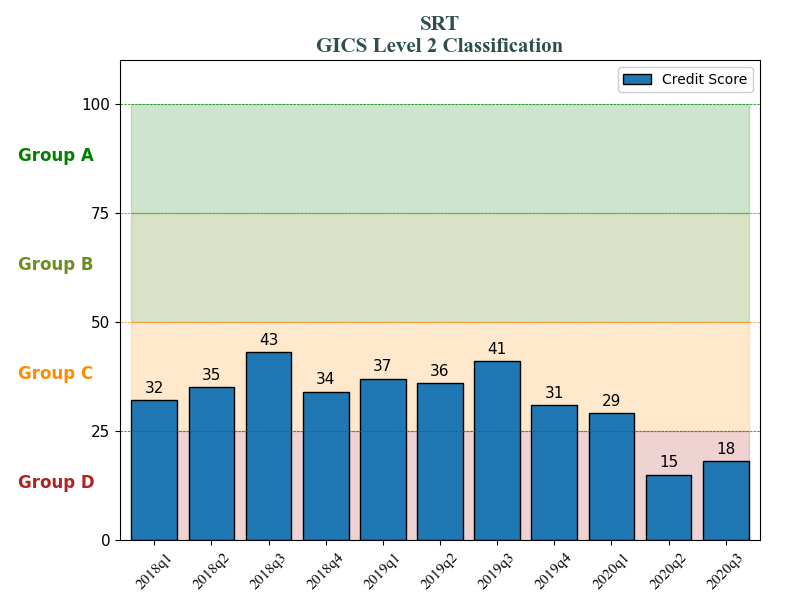 SRT
GICS Level 2 Classification
Credit Score
100
Group A
75
Group B
50
43
41
Group C
37
36
35
34
32
31
29
25
18
15
Group D
0
2018q1 2018q2 2018q3 2018q4 2019q1 2019q2 2019q3 2019q4 2020q1 2020q2 2020q3